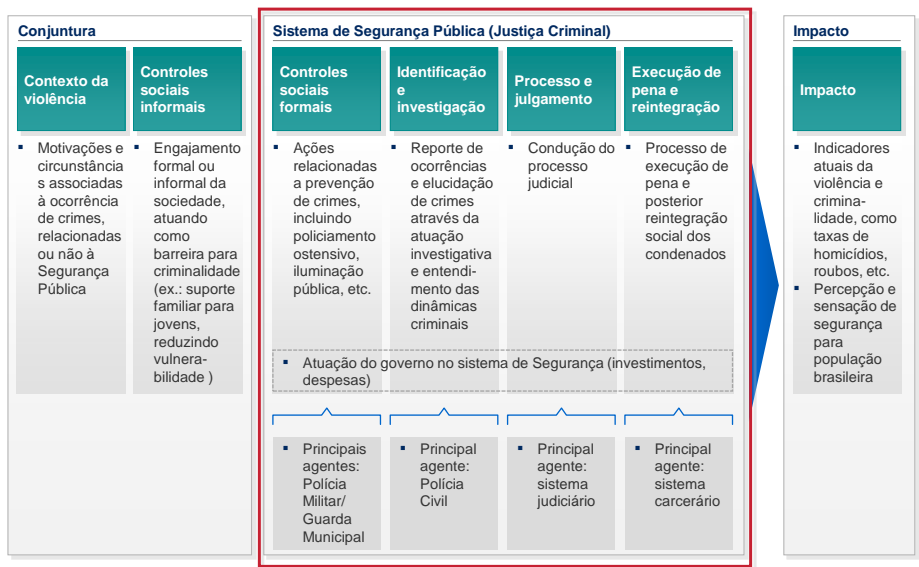 Conjuntura
Contexto da
violência
Controles
sociais
informais
▪ Motivações e
circunstância
s associadas
à ocorrência
de crimes,
relacionadas
ou não à
Segurança
Pública
▪ Engajamento
formal ou
informal da
sociedade,
atuando
como
barreira para
criminalidade
(ex.: suporte
familiar para
jovens,
reduzindo
vulnera-
bilidade )
Sistema de Segurança Pública (Justiça Criminal)
Controles
sociais
formais
Identificação
e
investigação
Processo e
julgamento
Execução de
pena e
reintegração
▪ Ações
relacionadas
a prevenção
de crimes,
incluindo
policiamento
ostensivo,
iluminação
pública, etc.
▪ Reporte de
ocorrências
e elucidação
de crimes
através da
atuação
investigativa
e entendi-
mento das
dinâmicas
criminais
▪ Condução do
processo
judicial
▪ Processo de
execução de
pena e
posterior
reintegração
social dos
condenados
▪ Atuação do governo no sistema de Segurança (investimentos,
despesas)
▪ Principais
agentes:
Polícia
Militar/
Guarda
Municipal
▪ Principal
agente:
Polícia
Civil
▪ Principal
agente:
sistema
judiciário
▪ Principal
agente:
sistema
carcerário
Impacto
Impacto
▪ Indicadores
atuais da
violência e
crimina-
lidade, como
taxas de
homicídios,
roubos, etc.
▪ Percepção e
sensação de
segurança
para
população
brasileira